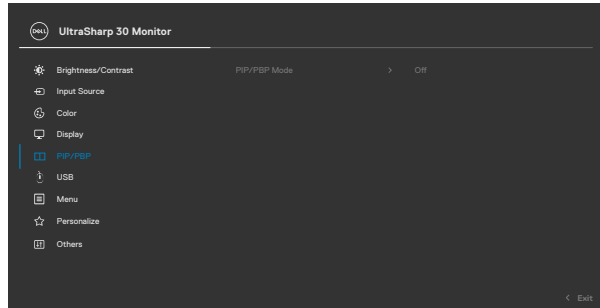 DELL UltraSharp 30 Monitor
Brightness/Contrast PIP/PBP Mode > Off
Input Source
Color
Display
PIP/PBP
USB
Menu
Personalize
Others
< Exit